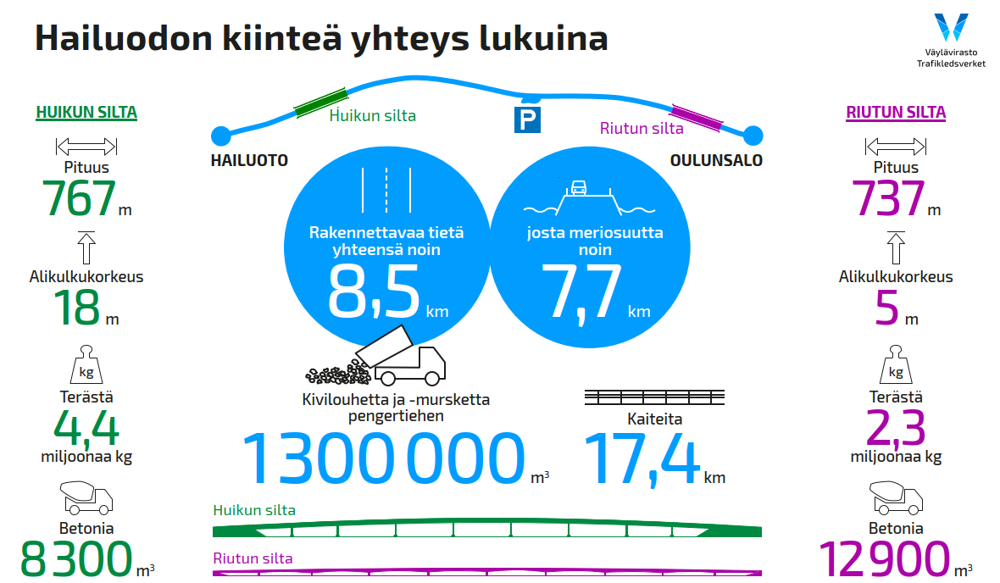 Hailuodon kiinteä yhteys lukuina
Väylävirasto
Trafikledsverket
HUIKUN SILTA
Pituus
767 m
Alikulkukorkeus
18 m
kg
Terästä
4,4
miljoonaa kg
Betonia
8 300 m³
Huikun silta
P
Riutun silta
HAILUOTO
OULUNSALO
Rakennettavaa tietä
yhteensä noin
8,5 km
josta meriosuutta
noin
7,7 km
Kivilouhetta ja -mursketta
pengertiehen
1 300 000 m³
Kaiteita
17,4 km
Huikun silta
Riutun silta
RIUTUN SILTA
Pituus
737 m
Alikulkukorkeus
5 m
kg
Terästä
2,3
miljoonaa kg
Betonia
12 900 m³